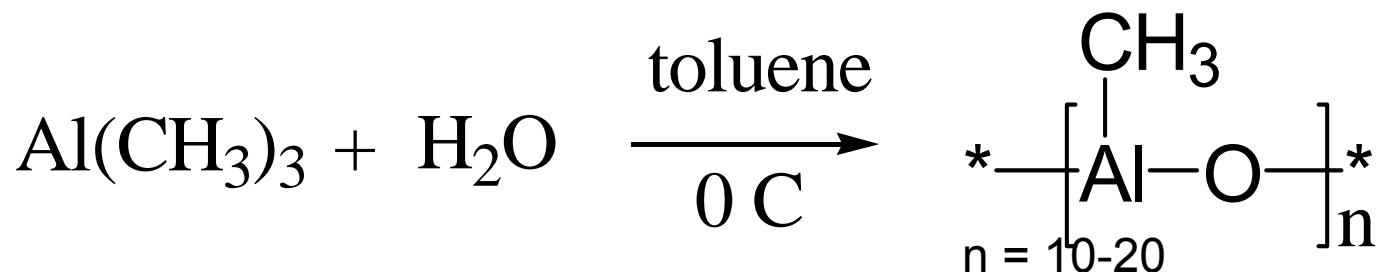 Al(CH₃)₃ + H₂O
toluene
0 C
CH₃
*—[Al—O—]n*
n = 10-20